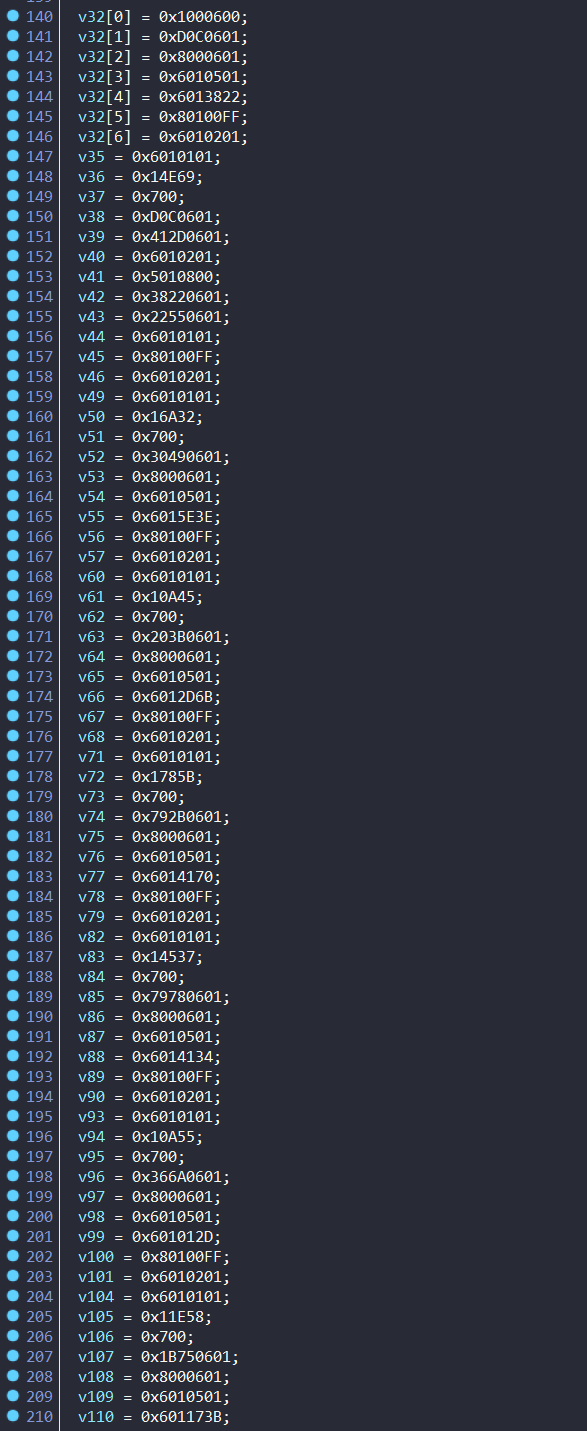 140 v32[0] = 0x1000600;
141 v32[1] = 0xD0C0601;
142 v32[2] = 0x8000601;
143 v32[3] = 0x6010501;
144 v32[4] = 0x6013822;
145 v32[5] = 0x80100FF;
146 v32[6] = 0x6010201;
147 v35 = 0x6010101;
148 v36 = 0x14E69;
149 v37 = 0x700;
150 v38 = 0xD0C0601;
151 v39 = 0x412D0601;
152 v40 = 0x6010201;
153 v41 = 0x5010800;
154 v42 = 0x38220601;
155 v43 = 0x22550601;
156 v44 = 0x6010101;
157 v45 = 0x80100FF;
158 v46 = 0x6010201;
159 v49 = 0x6010101;
160 v50 = 0x16A32;
161 v51 = 0x700;
162 v52 = 0x30490601;
163 v53 = 0x8000601;
164 v54 = 0x6010501;
165 v55 = 0x6015E3E;
166 v56 = 0x80100FF;
167 v57 = 0x6010201;
168 v60 = 0x6010101;
169 v61 = 0x10A45;
170 v62 = 0x700;
171 v63 = 0x203B0601;
172 v64 = 0x8000601;
173 v65 = 0x6010501;
174 v66 = 0x6012D6B;
175 v67 = 0x80100FF;
176 v68 = 0x6010201;
177 v71 = 0x6010101;
178 v72 = 0x1785B;
179 v73 = 0x700;
180 v74 = 0x792B0601;
181 v75 = 0x8000601;
182 v76 = 0x6010501;
183 v77 = 0x6014170;
184 v78 = 0x80100FF;
185 v79 = 0x6010201;
186 v82 = 0x6010101;
187 v83 = 0x14537;
188 v84 = 0x700;
189 v85 = 0x79780601;
190 v86 = 0x8000601;
191 v87 = 0x6010501;
192 v88 = 0x6014134;
193 v89 = 0x80100FF;
194 v90 = 0x6010201;
195 v93 = 0x6010101;
196 v94 = 0x10A55;
197 v95 = 0x700;
198 v96 = 0x366A0601;
199 v97 = 0x8000601;
200 v98 = 0x6010501;
201 v99 = 0x601012D;
202 v100 = 0x80100FF;
203 v101 = 0x6010201;
204 v104 = 0x6010101;
205 v105 = 0x11E58;
206 v106 = 0x700;
207 v107 = 0x1B750601;
208 v108 = 0x8000601;
209 v109 = 0x6010501;
210 v110 = 0x601173B;